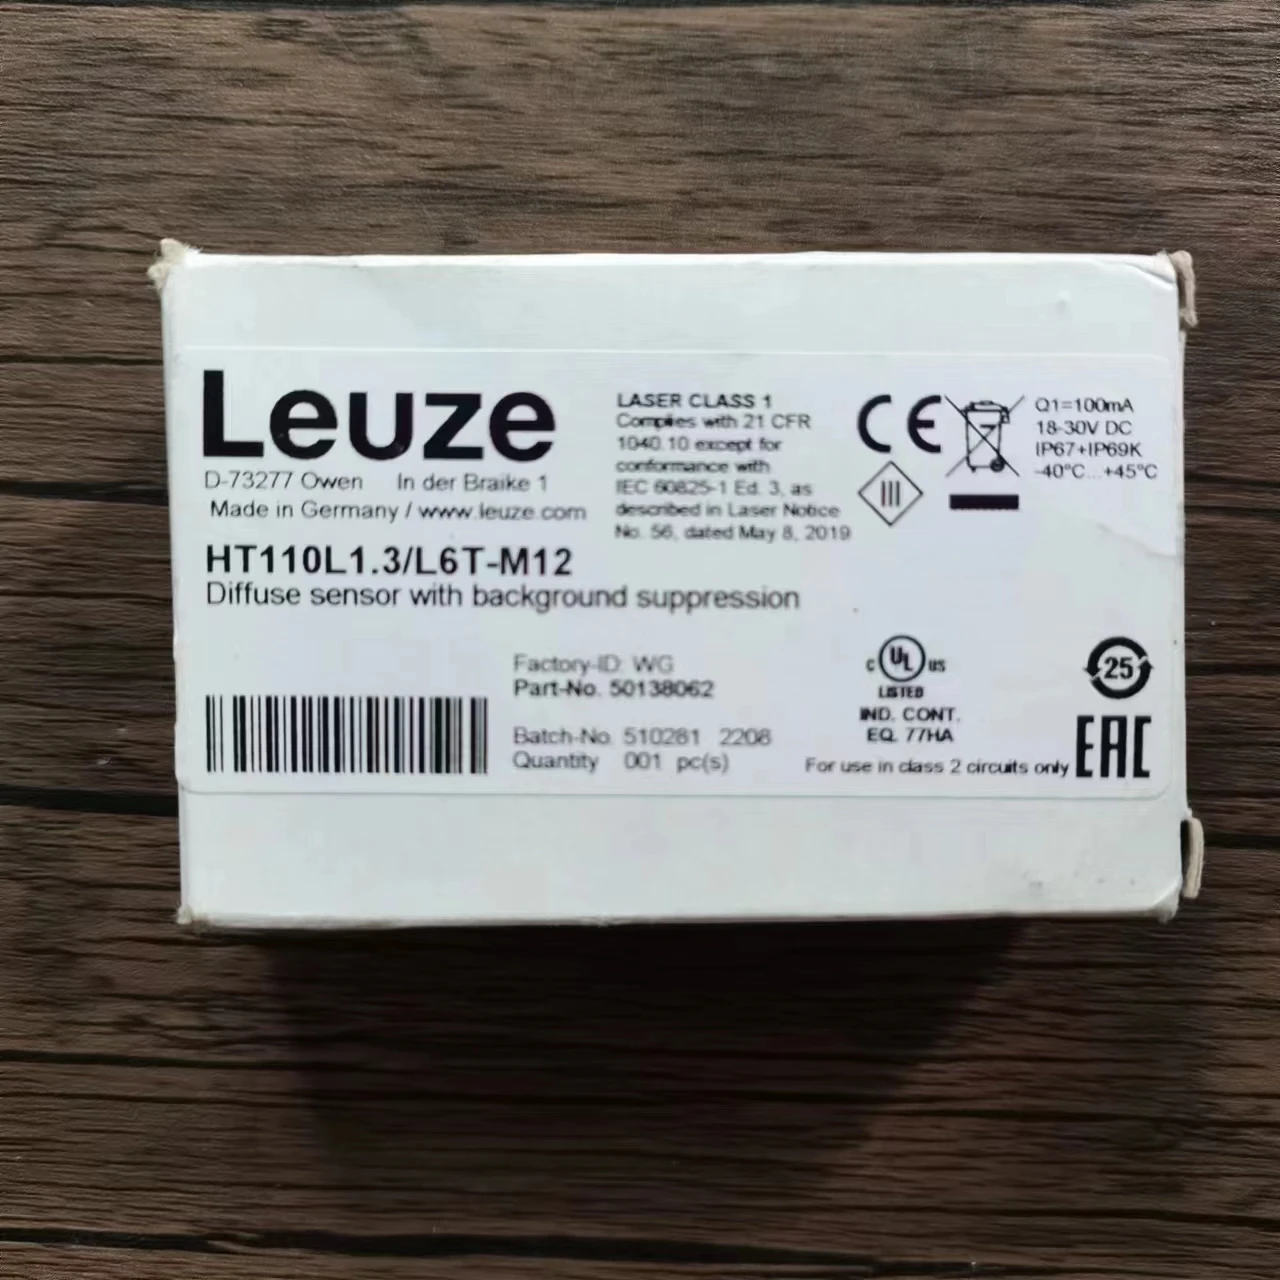 Leuze
D-73277 Owen In der Braike 1
Made in Germany / www.leuze.com
LASER CLASS 1
Complies with 21 CFR
1040.10 except for
conformance with
IEC 60825-1 Ed. 3, as
described in Laser Notice
No. 56, dated May 8, 2019
CE
III
Q1=100mA
18-30V DC
IP67+IP69K
-40°C...+45°C
HT110L1.3/L6T-M12
Diffuse sensor with background suppression
Factory-ID: WG
Part-No. 50138062
Batch-No. 510281 2208
Quantity 001 pc(s)
c UL us
LISTED
IND. CONT.
EQ. 77HA
For use in class 2 circuits only
25
EAC